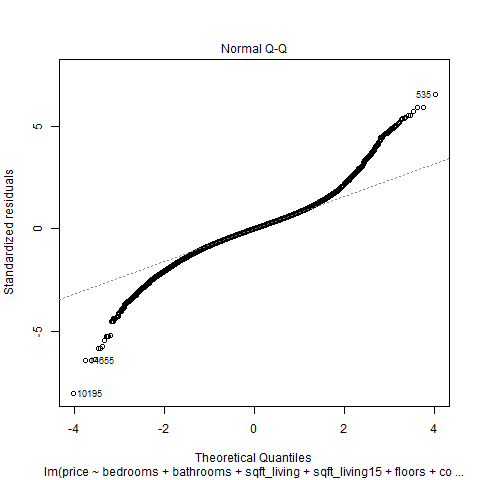 Normal Q-Q
Standardized residuals
5
0
-5
535
4655
10195
-4 -2 0 2 4
Theoretical Quantiles
lm(price ~ bedrooms + bathrooms + sqft_living + sqft_living15 + floors + co ...